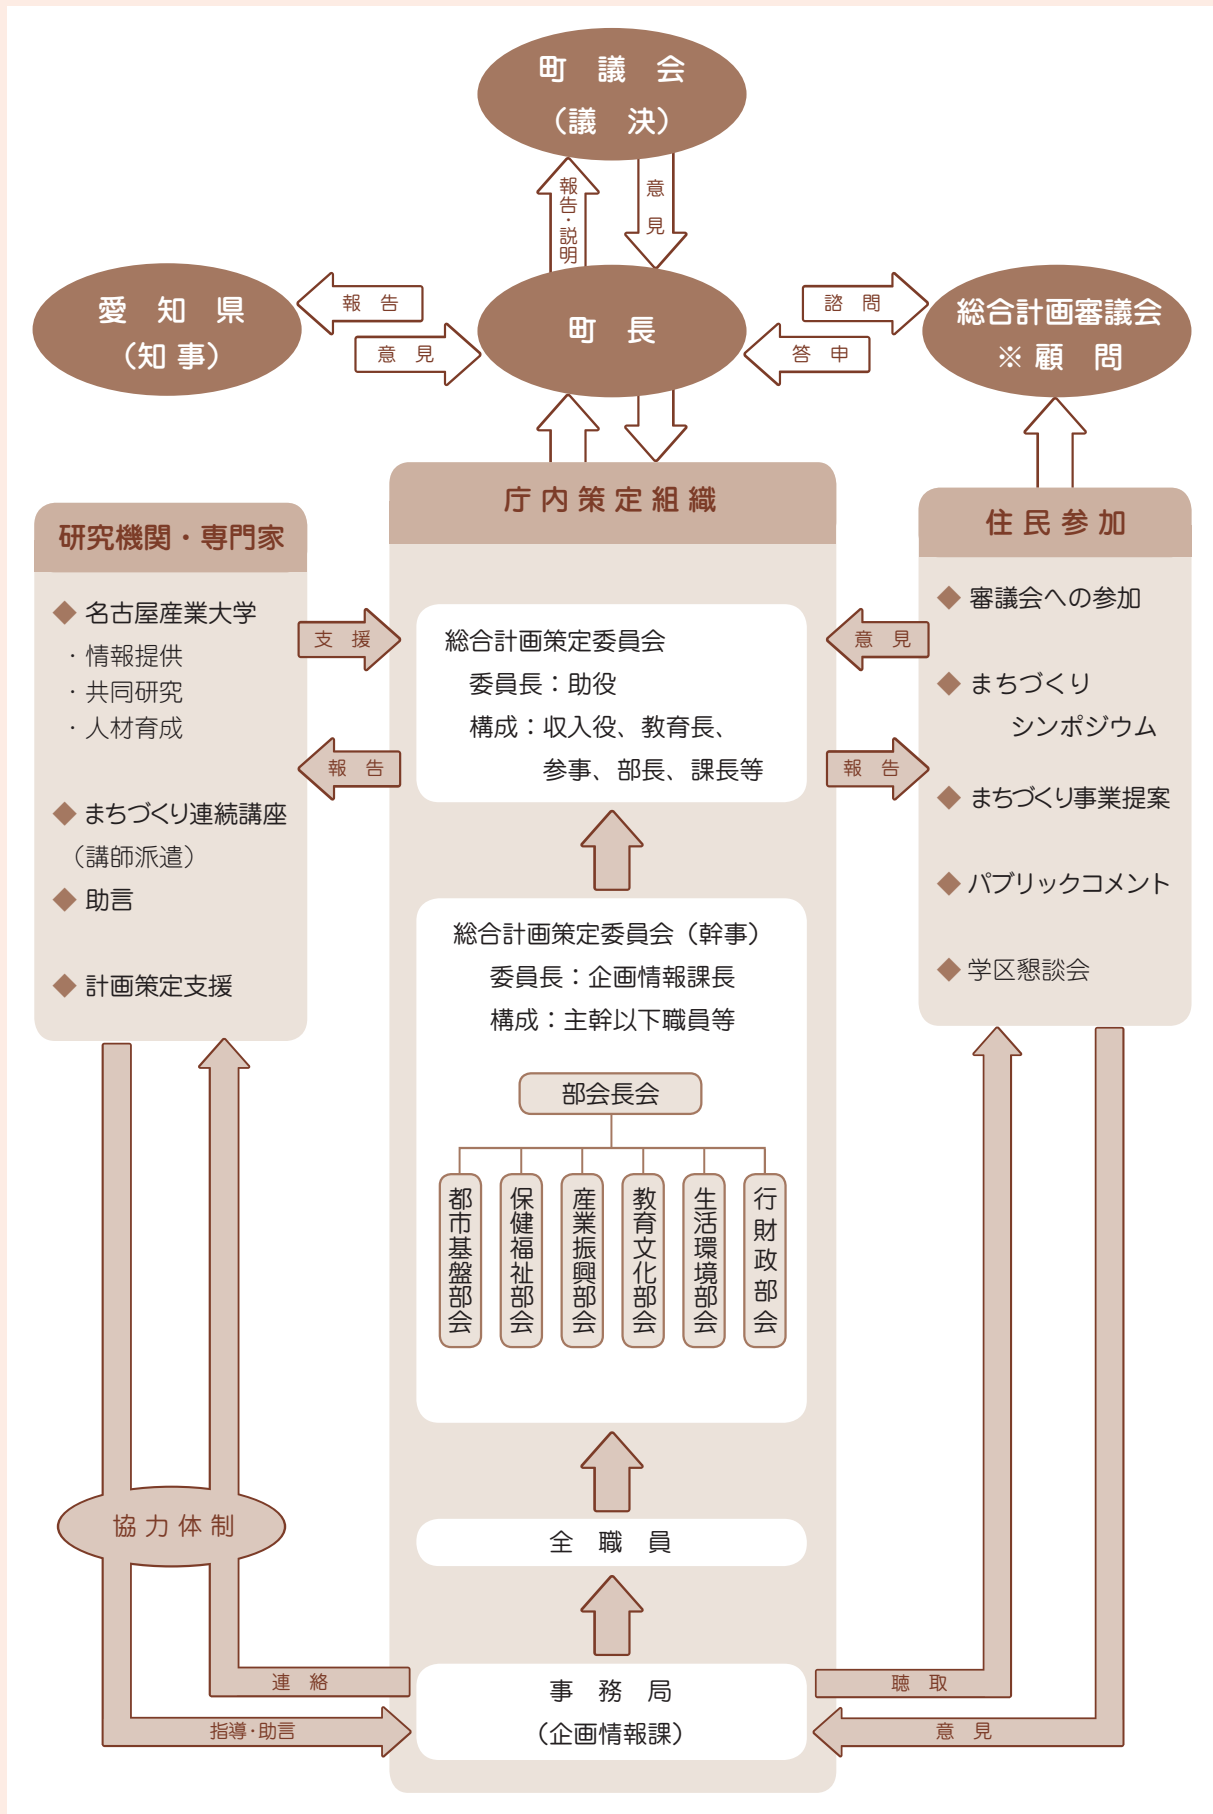 町 議 会
（議 決）
報告・説明
意見
愛 知 県
（知 事）
報 告
意 見
町 長
諮 問
答 申
総合計画審議会
※ 顧 問
庁内策定組織
研究機関・専門家
◆ 名古屋産業大学
・情報提供
・共同研究
・人材育成
◆ まちづくり連続講座
（講師派遣）
◆ 助言
◆ 計画策定支援
支 援
報 告
総合計画策定委員会
委員長：助役
構成：収入役、教育長、
参事、部長、課長等
意 見
報 告
住民参加
◆ 審議会への参加
◆ まちづくり
シンポジウム
◆ まちづくり事業提案
◆ パブリックコメント
◆ 学区懇談会
総合計画策定委員会（幹事）
委員長：企画情報課長
構成：主幹以下職員等
部会長会
都市基盤部会
保健福祉部会
産業振興部会
教育文化部会
生活環境部会
行財政部会
協力体制
全 職 員
事 務 局
（企画情報課）
連 絡
指導・助言
聴 取
意 見